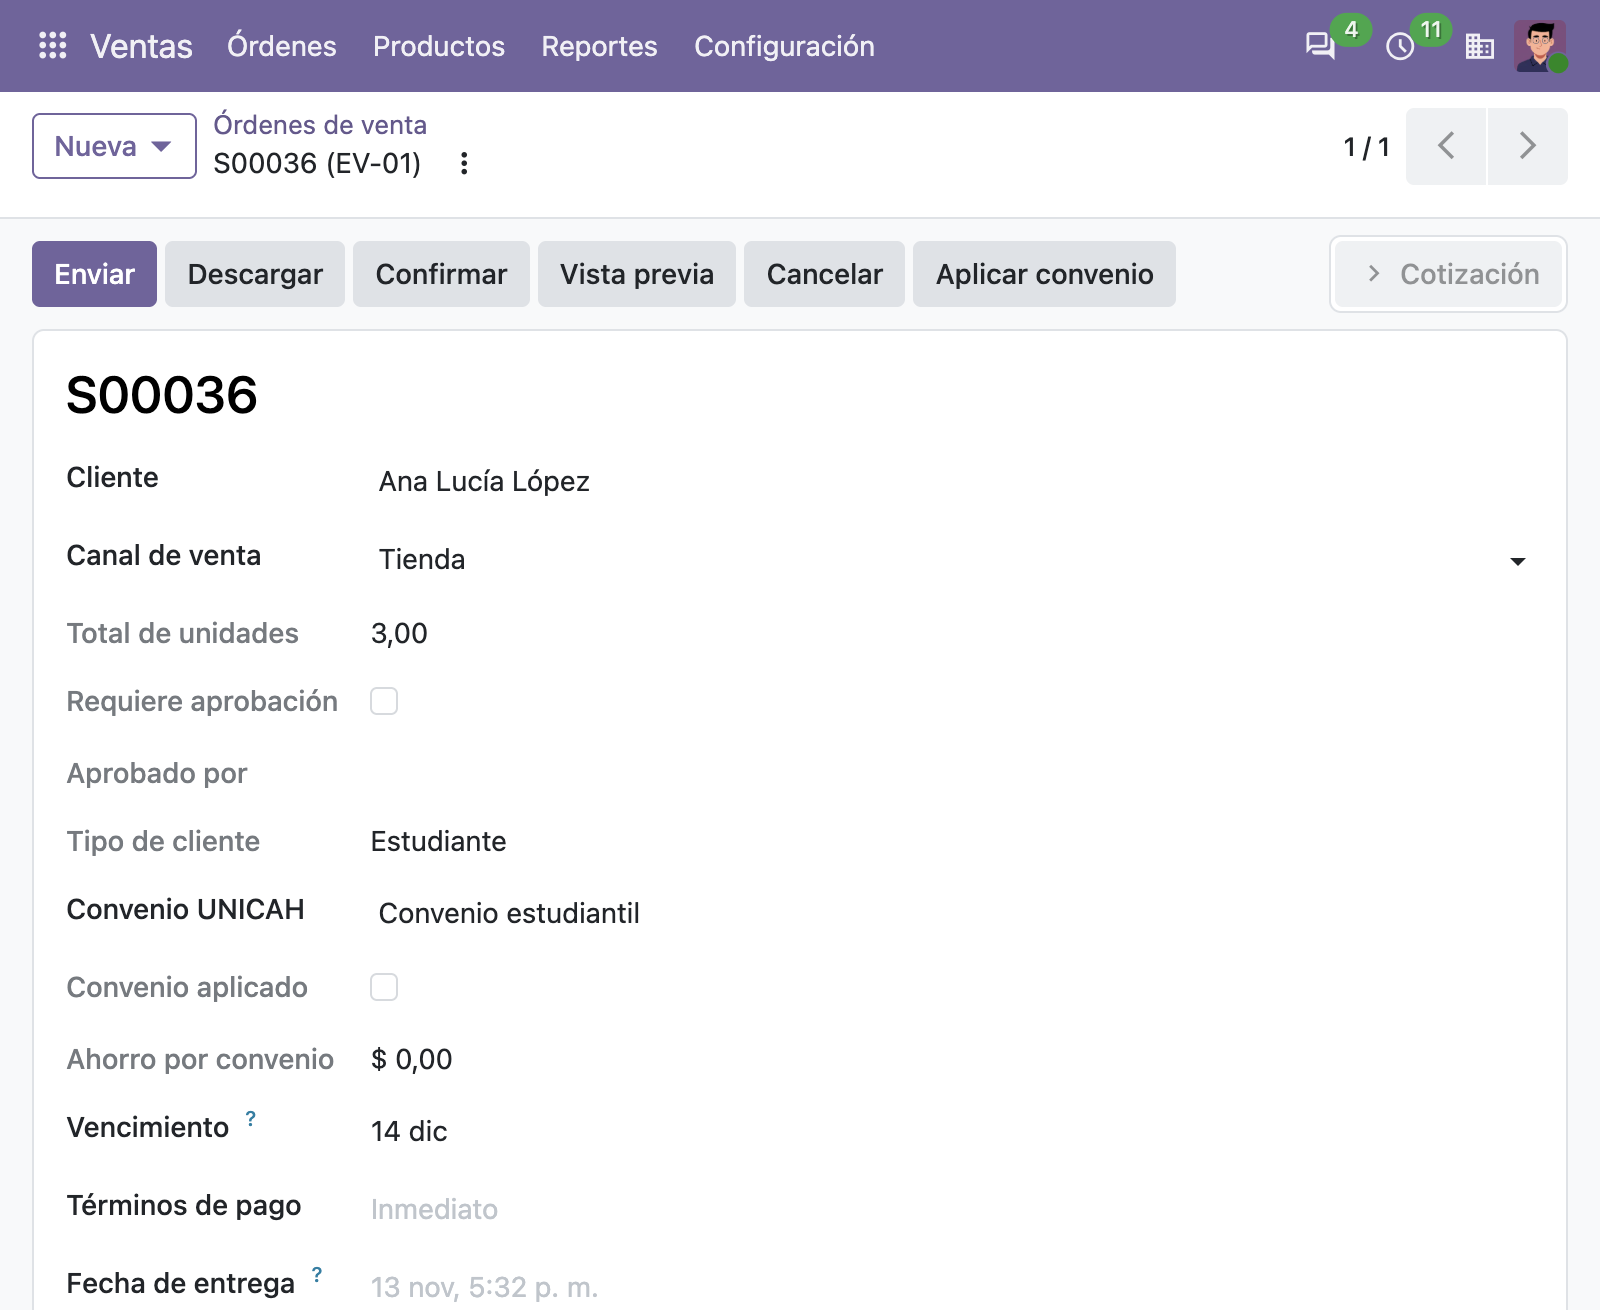 Ventas Órdenes Productos Reportes Configuración 4 11
Nueva
Órdenes de venta
S00036 (EV-01)
1 / 1
Enviar Descargar Confirmar Vista previa Cancelar Aplicar convenio Cotización
S00036
Cliente Ana Lucía López
Canal de venta Tienda
Total de unidades 3,00
Requiere aprobación
Aprobado por
Tipo de cliente Estudiante
Convenio UNICAH Convenio estudiantil
Convenio aplicado
Ahorro por convenio $ 0,00
Vencimiento ? 14 dic
Términos de pago Inmediato
Fecha de entrega ? 13 nov, 5:32 p. m.